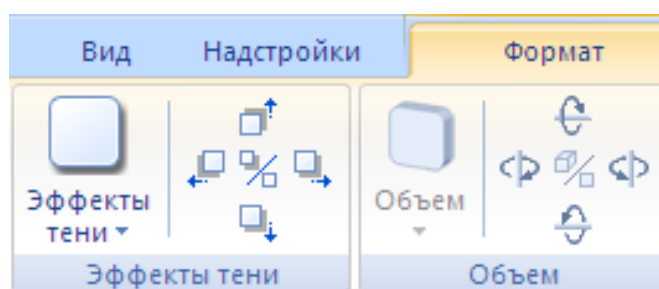 Вид Надстройки Формат
Эффекты тени
Объем
Эффекты тени Объем